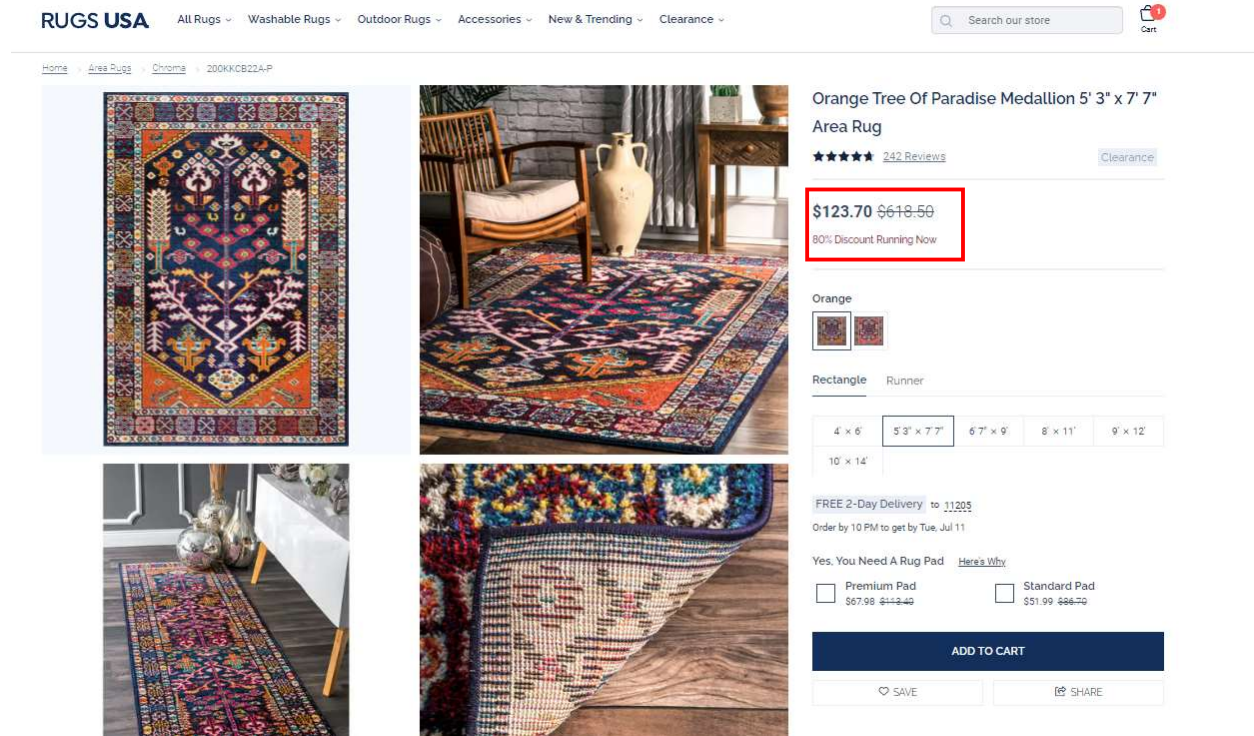 RUGS USA
All Rugs Washable Rugs Outdoor Rugs Accessories New & Trending Clearance
Search our store
1
Cart
Home > Area Rugs > Chroma > 200KKCB22A-P
Orange Tree Of Paradise Medallion 5' 3" x 7' 7"
Area Rug
242 Reviews
Clearance
$123.70 $618.50
80% Discount Running Now
Orange
Rectangle Runner
4' × 6' 5' 3" × 7' 7" 6' 7" × 9' 8' × 11' 9' × 12'
10' × 14'
FREE 2-Day Delivery to 11205
Order by 10 PM to get by Tue, Jul 11
Yes, You Need A Rug Pad Here's Why
Premium Pad
$67.98 $113.40
Standard Pad
$51.99 $86.70
ADD TO CART
SAVE
SHARE